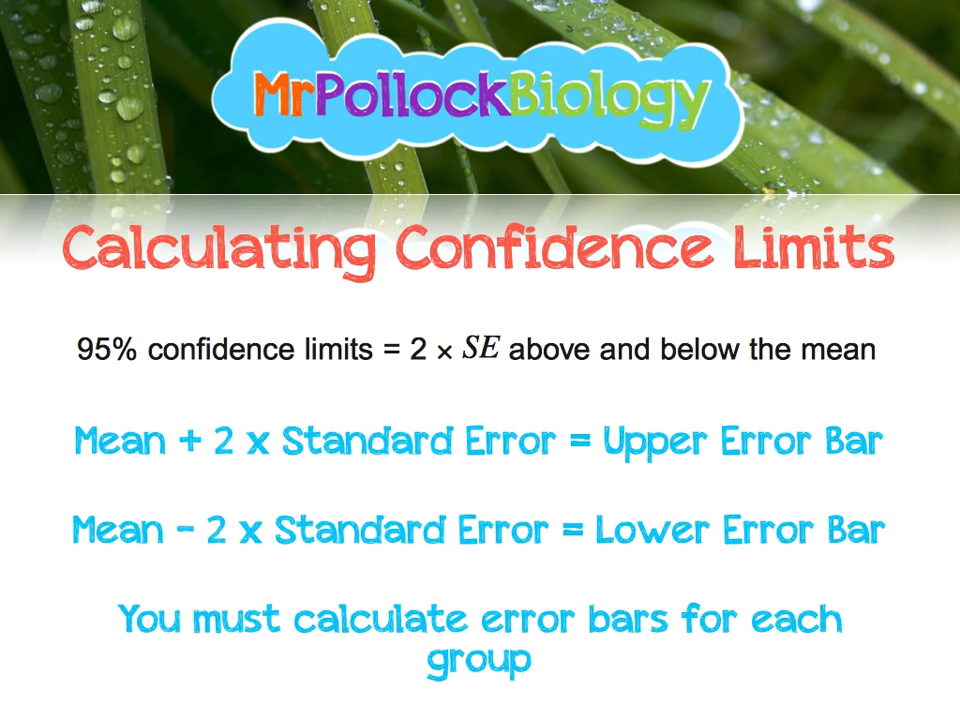 MrPollockBiology
Calculating Confidence Limits
95% confidence limits = 2 × SE above and below the mean
Mean + 2 x Standard Error = Upper Error Bar
Mean - 2 x Standard Error = Lower Error Bar
You must calculate error bars for each
group